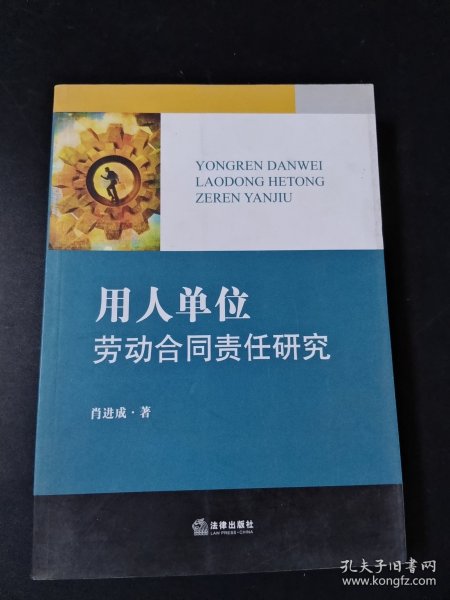 YONGREN DANWEI
LAODONG HETONG
ZEREN YANJIU
用人单位
劳动合同责任研究
肖进成·著
法律出版社
LAW PRESS·CHINA
孔夫子旧书网
www.kongfz.com